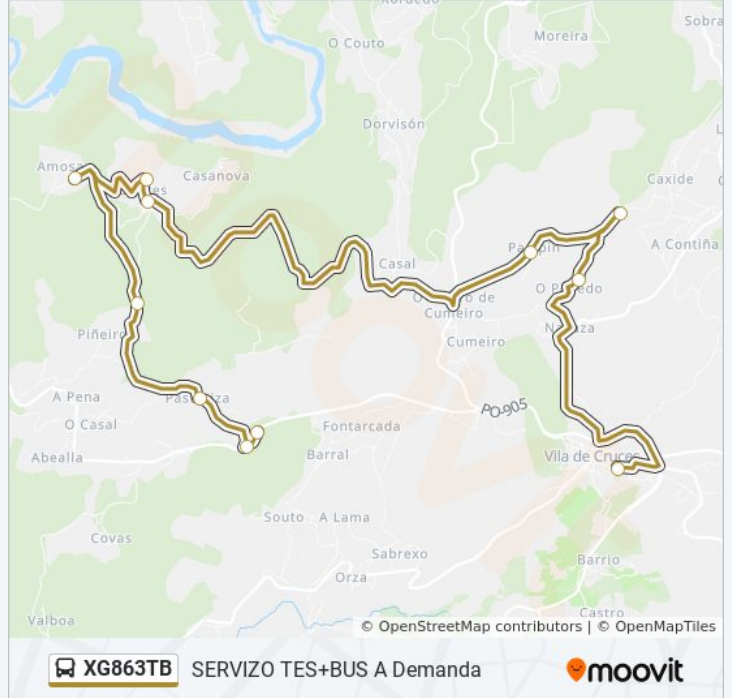 O Couto
Moreira
Sobra
Dorvisón
Amosa
Casanova
es
Caxide
A Contiña
Casal
O
de
Cumeiro
Cumeiro
Piñeiro
A Pena
O Casal
Abealla
PO-905
Fontarcada
Barral
Vila de Cruces
Covas
Souto
A Lama
Sabrexo
Orza
Barrio
Castro
Valboa
© OpenStreetMap contributors | © OpenMapTiles
XG863TB
SERVIZO TES+BUS A Demanda
moovit